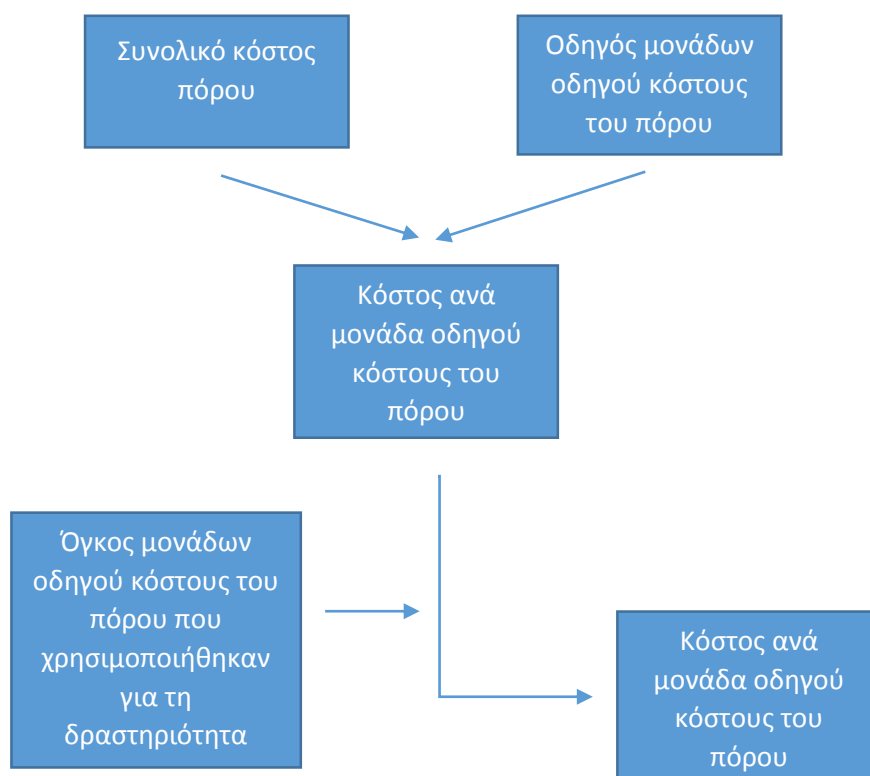 Συνολικό κόστος
πόρου
Οδηγός μονάδων
οδηγού κόστους
του πόρου
Κόστος ανά
μονάδα οδηγού
κόστους του
πόρου
Όγκος μονάδων
οδηγού κόστους του
πόρου που
χρησιμοποιήθηκαν
για τη
δραστηριότητα
Κόστος ανά
μονάδα οδηγού
κόστους του
πόρου